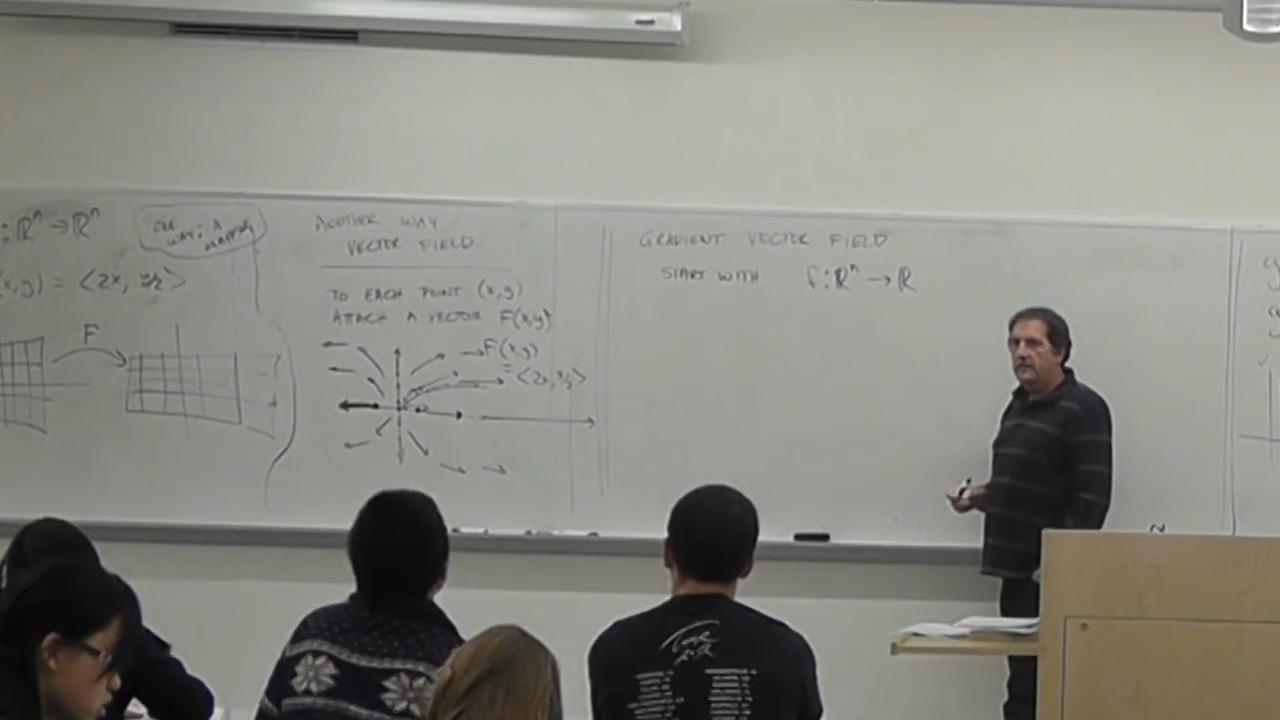 : ℝⁿ → ℝⁿ
(x,y) = <2x, y/2>
F
ONE
WAY: A
MAPPING
ANOTHER WAY
VECTOR FIELD
TO EACH POINT (x,y)
ATTACH A VECTOR F(x,y)
F(x,y)
= <2x, y/2>
GRADIENT VECTOR FIELD
START WITH f: ℝⁿ → ℝ